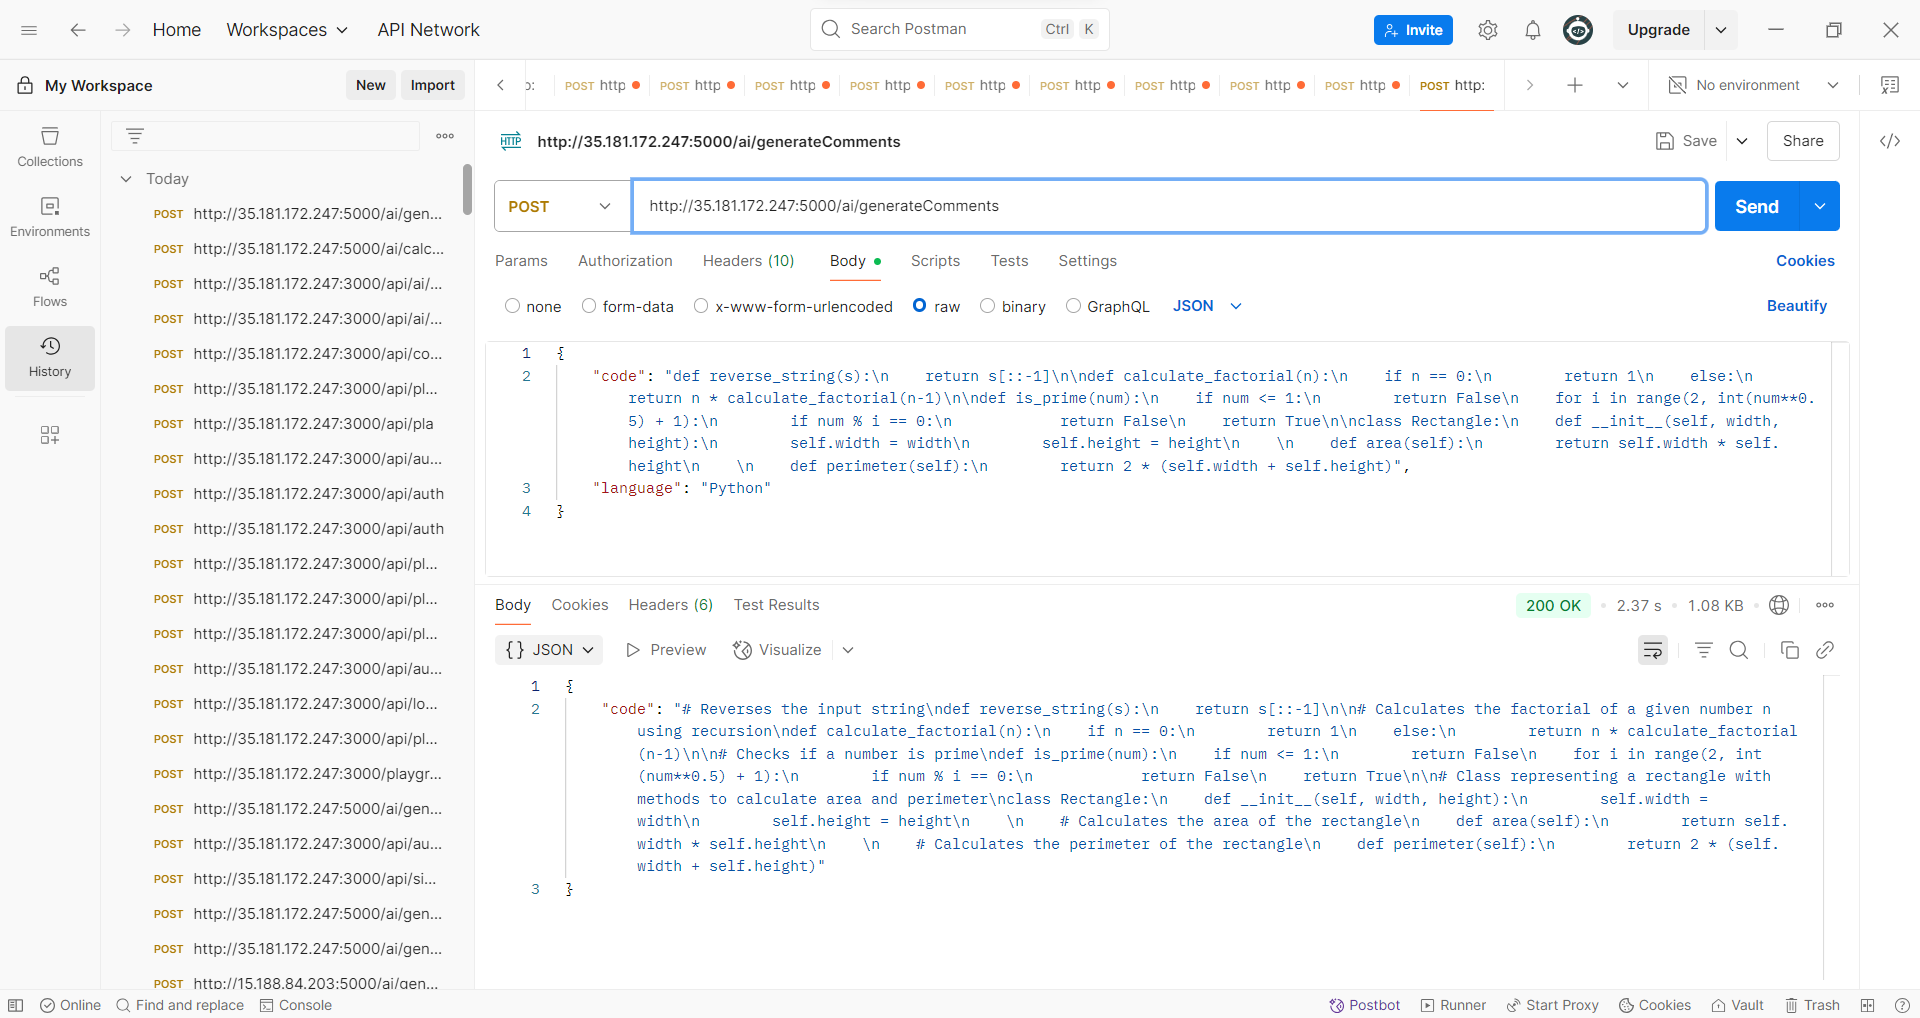 Home
Workspaces
API Network
Search Postman
Ctrl
K
Invite
Upgrade
My Workspace
New
Import
POST http
POST http
POST http
POST http
POST http
POST http
POST http
POST http
POST http
POST http:
No environment
Collections
Environments
Flows
History
Today
POST http://35.181.172.247:5000/ai/gen...
POST http://35.181.172.247:5000/ai/calc...
POST http://35.181.172.247:3000/api/ai/...
POST http://35.181.172.247:3000/api/ai/...
POST http://35.181.172.247:3000/api/co...
POST http://35.181.172.247:3000/api/pl...
POST http://35.181.172.247:3000/api/pla
POST http://35.181.172.247:3000/api/au...
POST http://35.181.172.247:3000/api/auth
POST http://35.181.172.247:3000/api/auth
POST http://35.181.172.247:3000/api/pl...
POST http://35.181.172.247:3000/api/pl...
POST http://35.181.172.247:3000/api/pl...
POST http://35.181.172.247:3000/api/au...
POST http://35.181.172.247:3000/api/lo...
POST http://35.181.172.247:3000/api/pl...
POST http://35.181.172.247:3000/playgr...
POST http://35.181.172.247:5000/ai/gen...
POST http://35.181.172.247:3000/api/au...
POST http://35.181.172.247:3000/api/si...
POST http://35.181.172.247:5000/ai/gen...
POST http://35.181.172.247:5000/ai/gen...
POST http://15.188.84.203:5000/ai/gen...
HTTP http://35.181.172.247:5000/ai/generateComments
Save
Share
POST
http://35.181.172.247:5000/ai/generateComments
Send
Params
Authorization
Headers (10)
Body
Scripts
Tests
Settings
Cookies
none
form-data
x-www-form-urlencoded
raw
binary
GraphQL
JSON
Beautify
1 {
2 "code": "def reverse_string(s):\n    return s[::-1]\n\ndef calculate_factorial(n):\n    if n == 0:\n        return 1\n    else:\n
return n * calculate_factorial(n-1)\n\ndef is_prime(num):\n    if num <= 1:\n        return False\n    for i in range(2, int(num**0.
5) + 1):\n        if num % i == 0:\n            return False\n    return True\n\nclass Rectangle:\n    def __init__(self, width,
height):\n        self.width = width\n        self.height = height\n    \n    def area(self):\n        return self.width * self.
height\n    \n    def perimeter(self):\n        return 2 * (self.width + self.height)",
3 "language": "Python"
4 }
Body
Cookies
Headers (6)
Test Results
200 OK
2.37 s
1.08 KB
{} JSON
Preview
Visualize
1 {
2 "code": "# Reverses the input string\ndef reverse_string(s):\n    return s[::-1]\n\n# Calculates the factorial of a given number n
using recursion\ndef calculate_factorial(n):\n    if n == 0:\n        return 1\n    else:\n        return n * calculate_factorial
(n-1)\n\n# Checks if a number is prime\ndef is_prime(num):\n    if num <= 1:\n        return False\n    for i in range(2, int
(num**0.5) + 1):\n        if num % i == 0:\n            return False\n    return True\n\n# Class representing a rectangle with
methods to calculate area and perimeter\nclass Rectangle:\n    def __init__(self, width, height):\n        self.width =
width\n        self.height = height\n    \n    # Calculates the area of the rectangle\n    def area(self):\n        return self.
width * self.height\n    \n    # Calculates the perimeter of the rectangle\n    def perimeter(self):\n        return 2 * (self.
width + self.height)"
3 }
Online
Find and replace
Console
Postbot
Runner
Start Proxy
Cookies
Vault
Trash